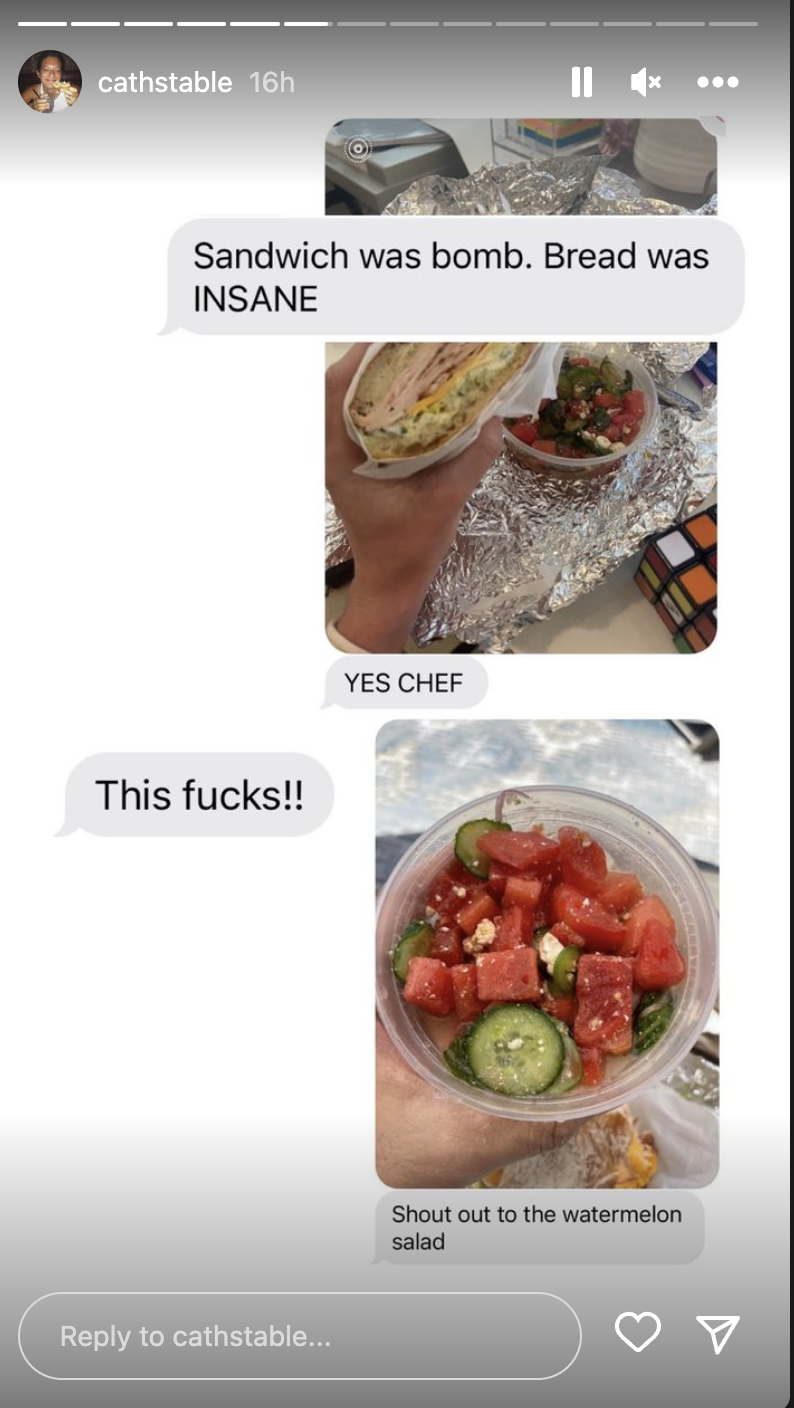 cathstable 16h
Sandwich was bomb. Bread was
INSANE
YES CHEF
This fucks!!
Shout out to the watermelon
salad
Reply to cathstable...